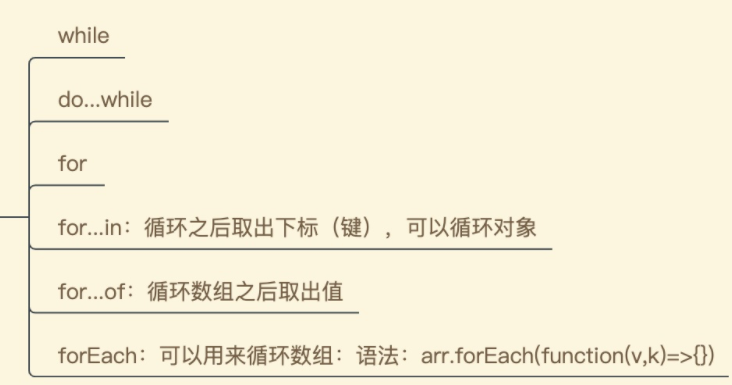 while
do...while
for
for...in：循环之后取出下标（键），可以循环对象
for...of：循环数组之后取出值
forEach：可以用来循环数组：语法：arr.forEach(function(v,k)=>{})